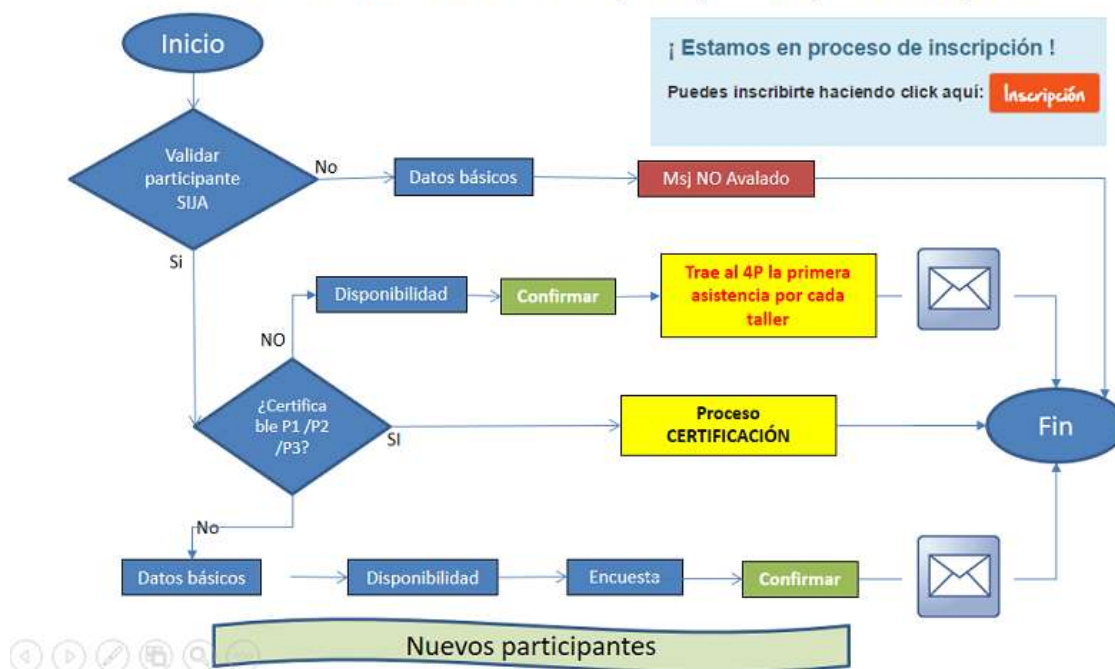 Inicio
¡ Estamos en proceso de inscripción !
Puedes inscribirte haciendo click aquí: Inscripción
Validar
participante
SIJA
No
Datos básicos
Msj NO Avalado
Si
Disponibilidad
Confirmar
Trae al 4P la primera
asistencia por cada
taller
NO
¿Certifica
ble P1 /P2
/P3?
SI
Proceso
CERTIFICACIÓN
Fin
No
Datos básicos
Disponibilidad
Encuesta
Confirmar
Nuevos participantes